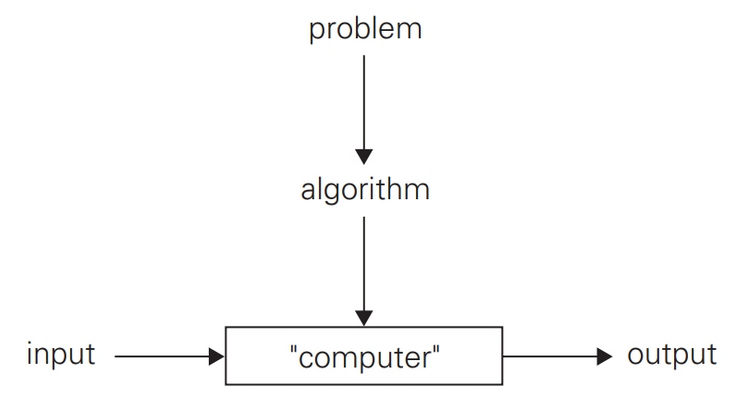 problem
algorithm
input
"computer"
output